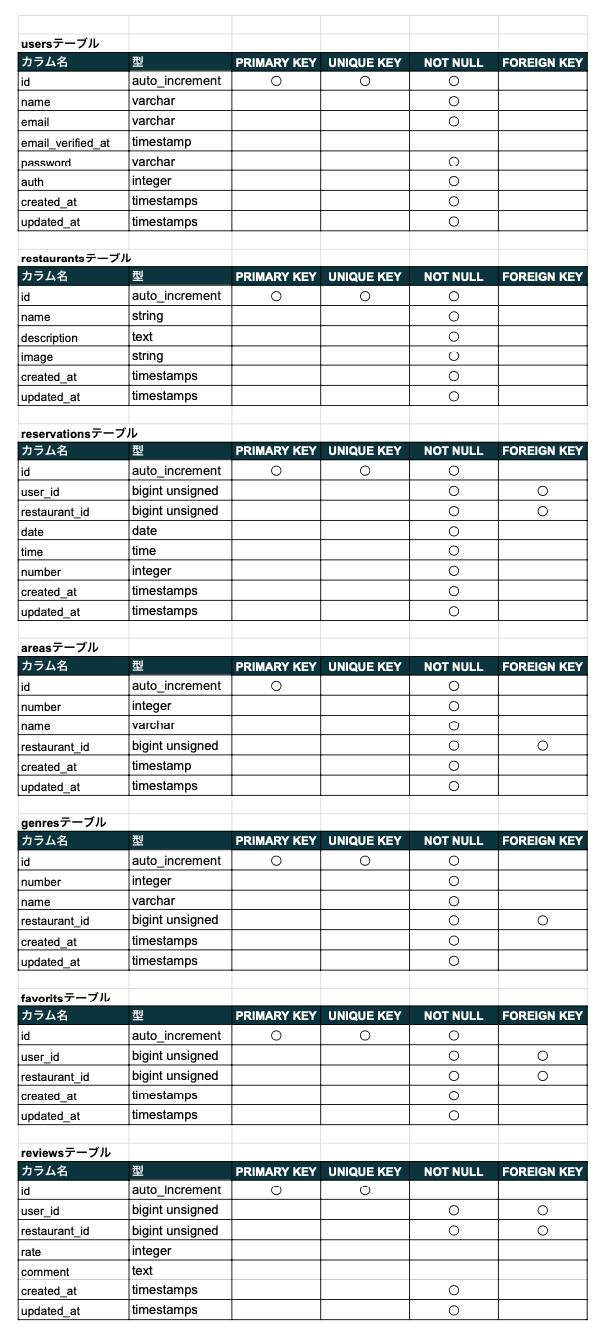 usersテーブル
カラム名 型 PRIMARY KEY UNIQUE KEY NOT NULL FOREIGN KEY
id auto_increment ○ ○ ○
name varchar ○
email varchar ○
email_verified_at timestamp
password varchar ○
auth integer ○
created_at timestamps ○
updated_at timestamps ○
restaurantsテーブル
カラム名 型 PRIMARY KEY UNIQUE KEY NOT NULL FOREIGN KEY
id auto_increment ○ ○ ○
name string ○
description text ○
image string ○
created_at timestamps ○
updated_at timestamps ○
reservationsテーブル
カラム名 型 PRIMARY KEY UNIQUE KEY NOT NULL FOREIGN KEY
id auto_increment ○ ○ ○
user_id bigint unsigned ○ ○
restaurant_id bigint unsigned ○ ○
date date ○
time time ○
number integer ○
created_at timestamps ○
updated_at timestamps ○
areasテーブル
カラム名 型 PRIMARY KEY UNIQUE KEY NOT NULL FOREIGN KEY
id auto_increment ○ ○
number integer ○
name varchar ○
restaurant_id bigint unsigned ○ ○
created_at timestamp ○
updated_at timestamps ○
genresテーブル
カラム名 型 PRIMARY KEY UNIQUE KEY NOT NULL FOREIGN KEY
id auto_increment ○ ○ ○
number integer ○
name varchar ○
restaurant_id bigint unsigned ○ ○
created_at timestamps ○
updated_at timestamps ○
favoritsテーブル
カラム名 型 PRIMARY KEY UNIQUE KEY NOT NULL FOREIGN KEY
id auto_increment ○ ○ ○
user_id bigint unsigned ○ ○
restaurant_id bigint unsigned ○ ○
created_at timestamps ○
updated_at timestamps ○
reviewsテーブル
カラム名 型 PRIMARY KEY UNIQUE KEY NOT NULL FOREIGN KEY
id auto_increment ○ ○
user_id bigint unsigned ○ ○
restaurant_id bigint unsigned ○ ○
rate integer
comment text
created_at timestamps ○
updated_at timestamps ○